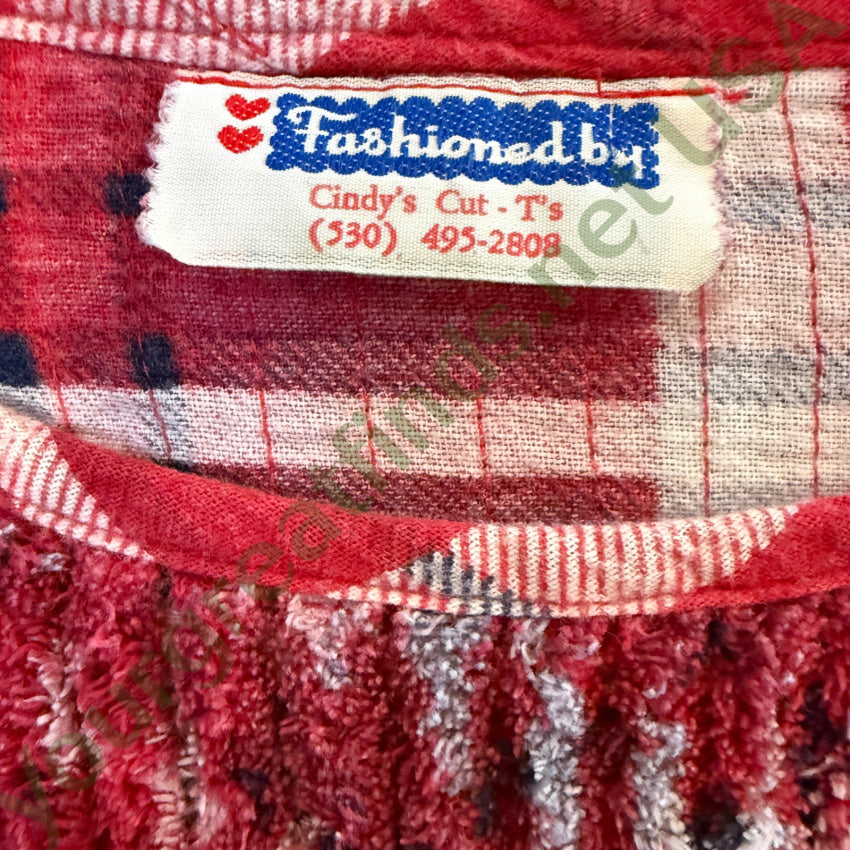 Fashioned by
Cindy's Cut - T's
(530) 495-2808
yourgreatfinds.net USA